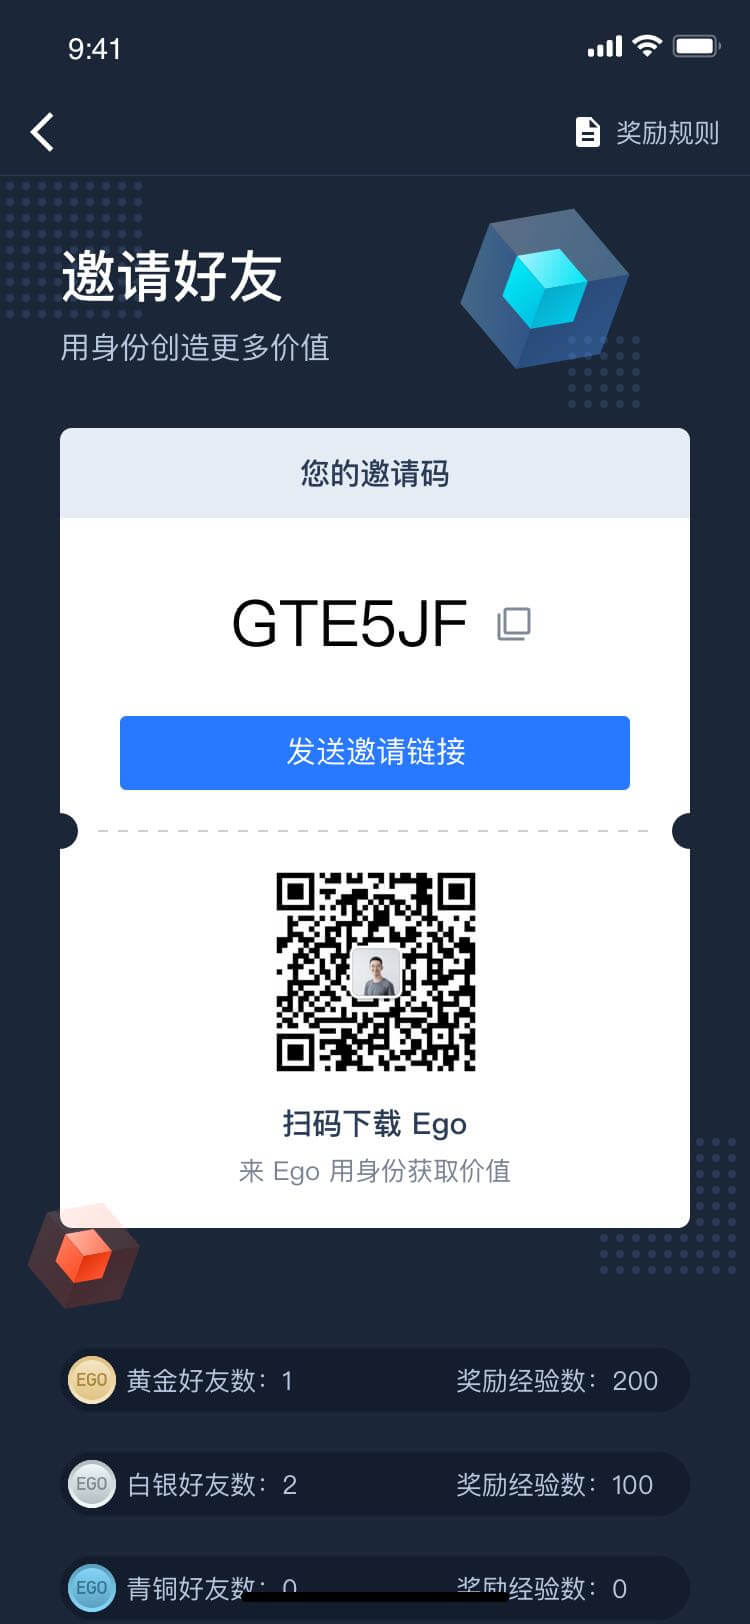 9:41
奖励规则
邀请好友
用身份创造更多价值
您的邀请码
GTE5JF
发送邀请链接
扫码下载 Ego
来 Ego 用身份获取价值
EGO 黄金好友数：1 奖励经验数：200
EGO 白银好友数：2 奖励经验数：100
EGO 青铜好友数：0 奖励经验数：0